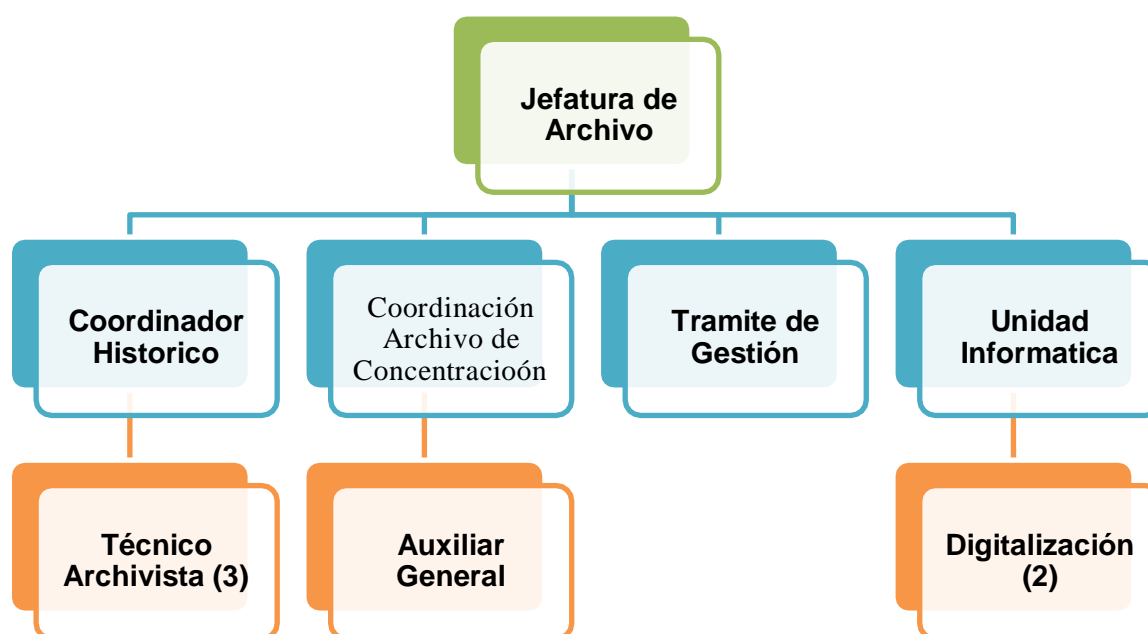 Jefatura de
Archivo
Coordinador
Historico
Coordinación
Archivo de
Concentracioón
Tramite de
Gestión
Unidad
Informatica
Técnico
Archivista (3)
Auxiliar
General
Digitalización
(2)